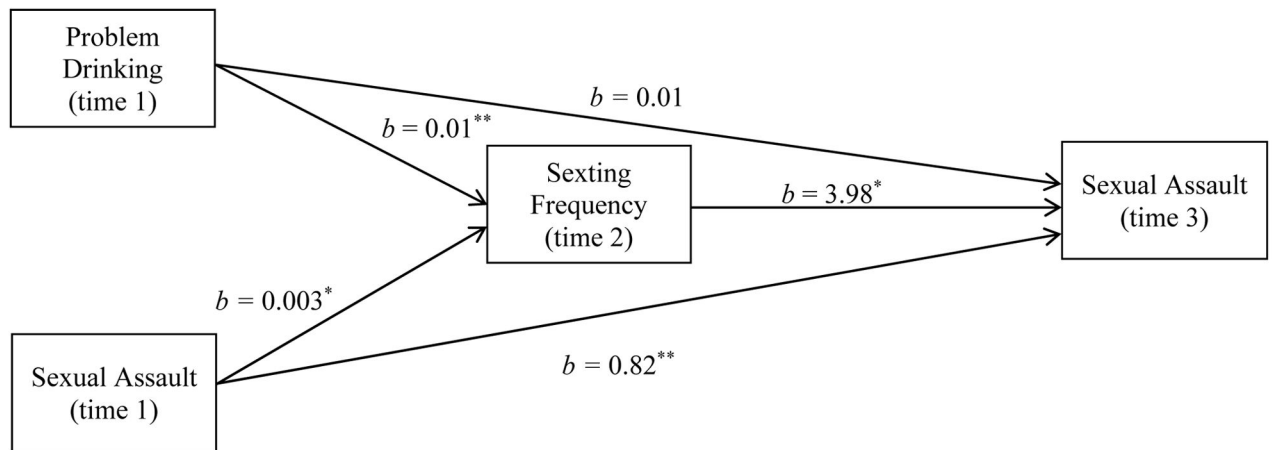 Problem
Drinking
(time 1)
b = 0.01
b = 0.01**
Sexting
Frequency
(time 2)
b = 3.98*
Sexual Assault
(time 3)
b = 0.003*
Sexual Assault
(time 1)
b = 0.82**